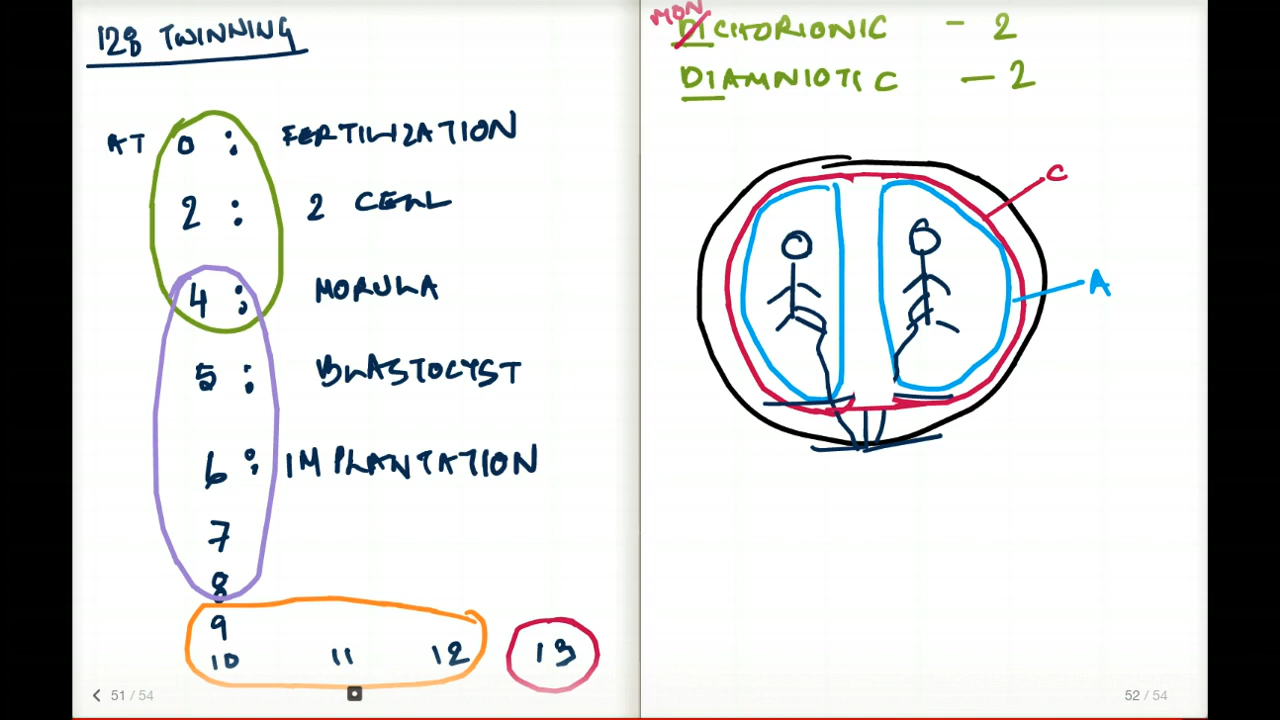 128 TWINNING
AT 0 : FERTILIZATION
2 : 2 CELL
4 : MORULA
5 : BLASTOCYST
6 : IMPLANTATION
7
8
9
10 11 12 13
< 51 / 54
MON
DICHORIONIC - 2
DIAMNIOTIC - 2
C
A
52 / 54